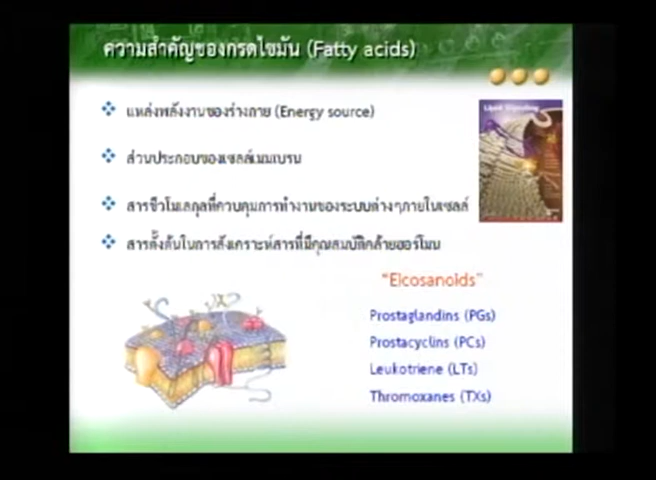 ความสำคัญของกรดไขมัน (Fatty acids)
แหล่งพลังงานของร่างกาย (Energy source)
ส่วนประกอบของเซลล์เมมเบรน
สารชีวโมเลกุลที่ควบคุมการทำงานของระบบต่างๆภายในเซลล์
สารตั้งต้นในการสังเคราะห์สารที่มีคุณสมบัติคล้ายฮอร์โมน
Lipid Signaling
"Eicosanoids"
Prostaglandins (PGs)
Prostacyclins (PCs)
Leukotriene (LTs)
Thromoxanes (TXs)